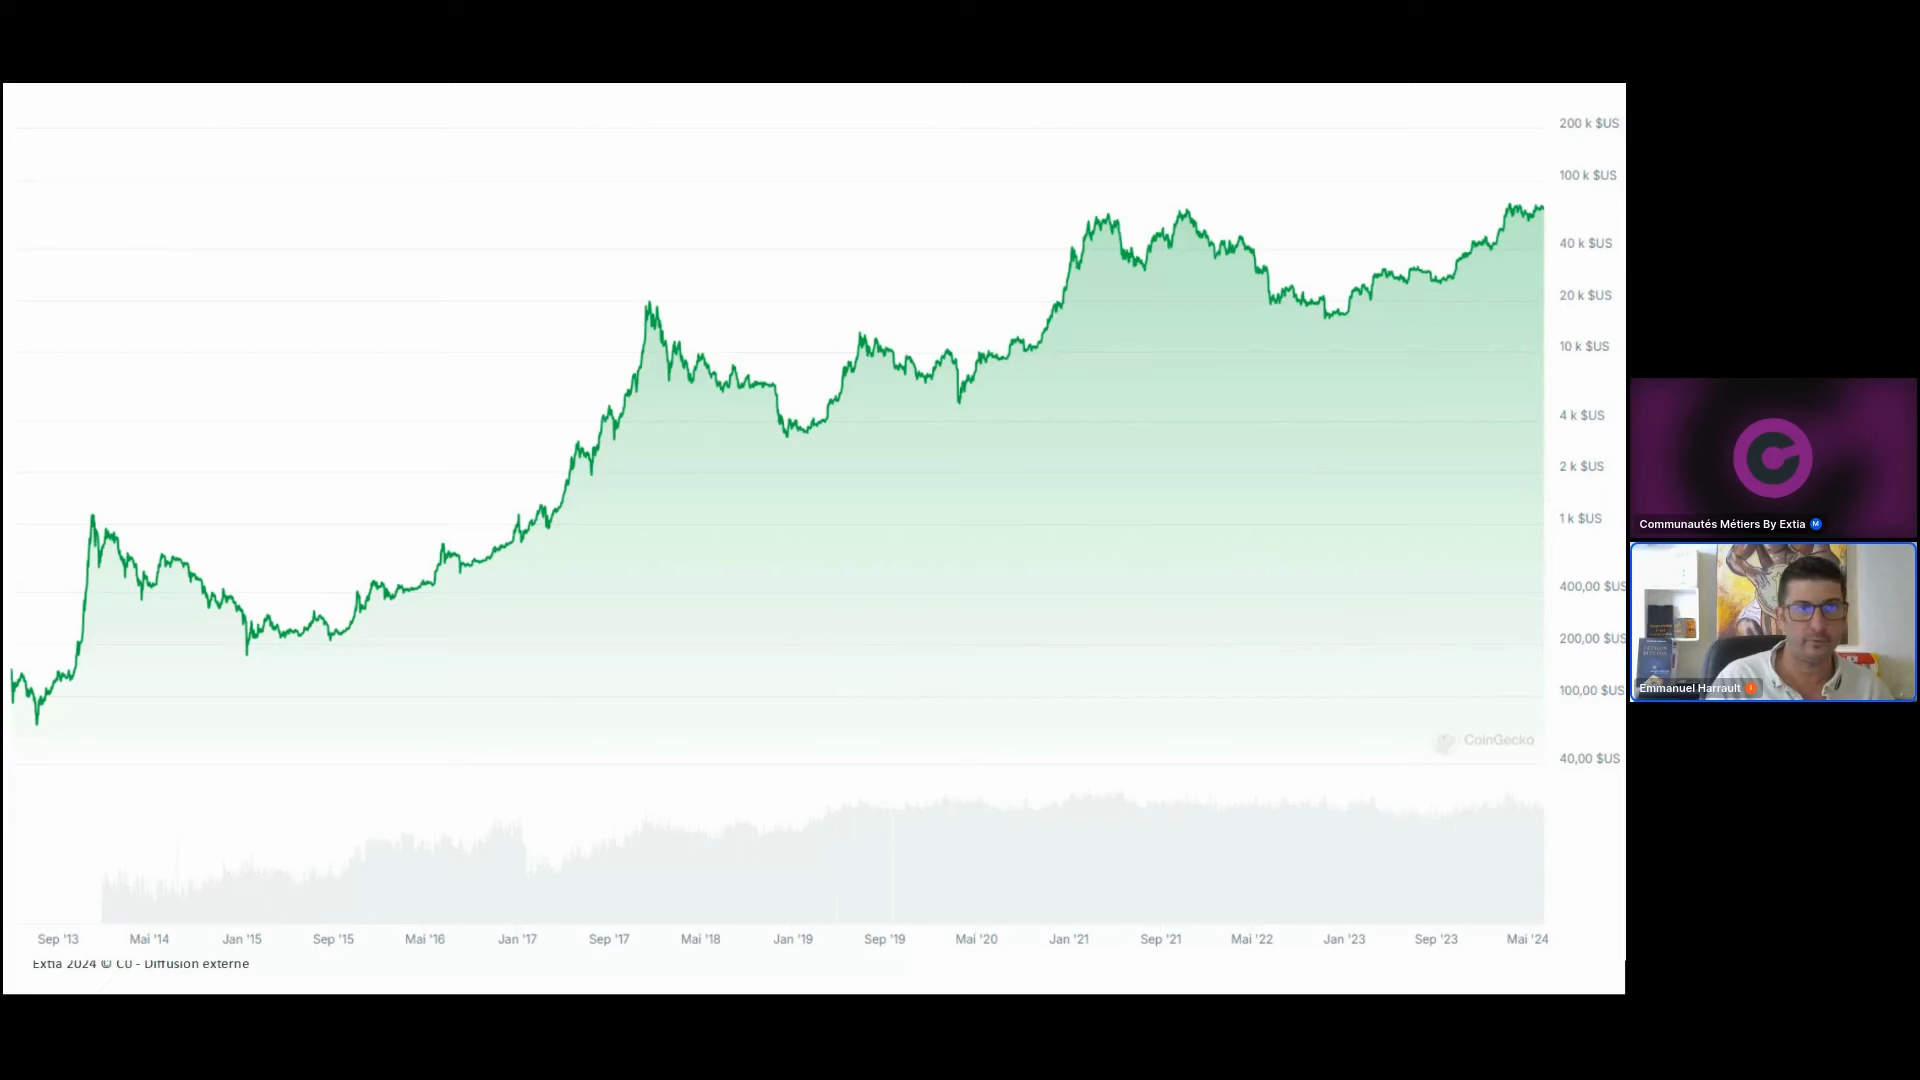 200 k $US
100 k $US
40 k $US
20 k $US
10 k $US
4 k $US
2 k $US
1 k $US
400,00 $US
200,00 $US
100,00 $US
CoinGecko
40,00 $US
Sep '13 Mai '14 Jan '15 Sep '15 Mai '16 Jan '17 Sep '17 Mai '18 Jan '19 Sep '19 Mai '20 Jan '21 Sep '21 Mai '22 Jan '23 Sep '23 Mai '24
Extia 2024 © C0 - Diffusion externe
Communautés Métiers By Extia
M
Emmanuel Harrault